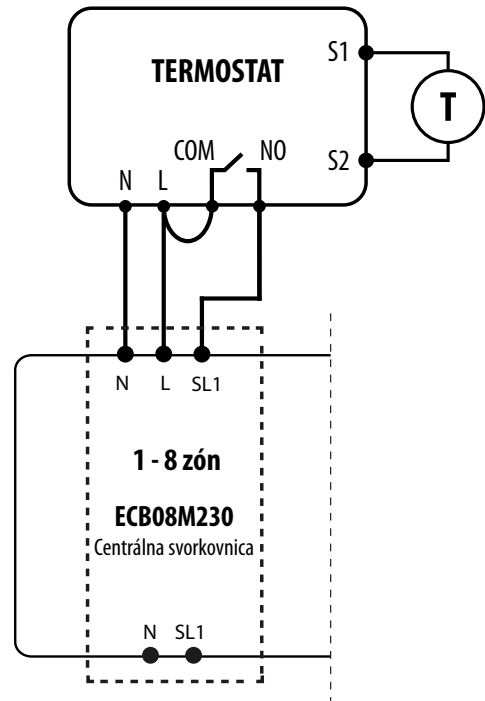 TERMOSTAT
S1
T
S2
COM NO
N L
N L SL1
1 - 8 zón
ECB08M230
Centrálna svorkovnica
N SL1